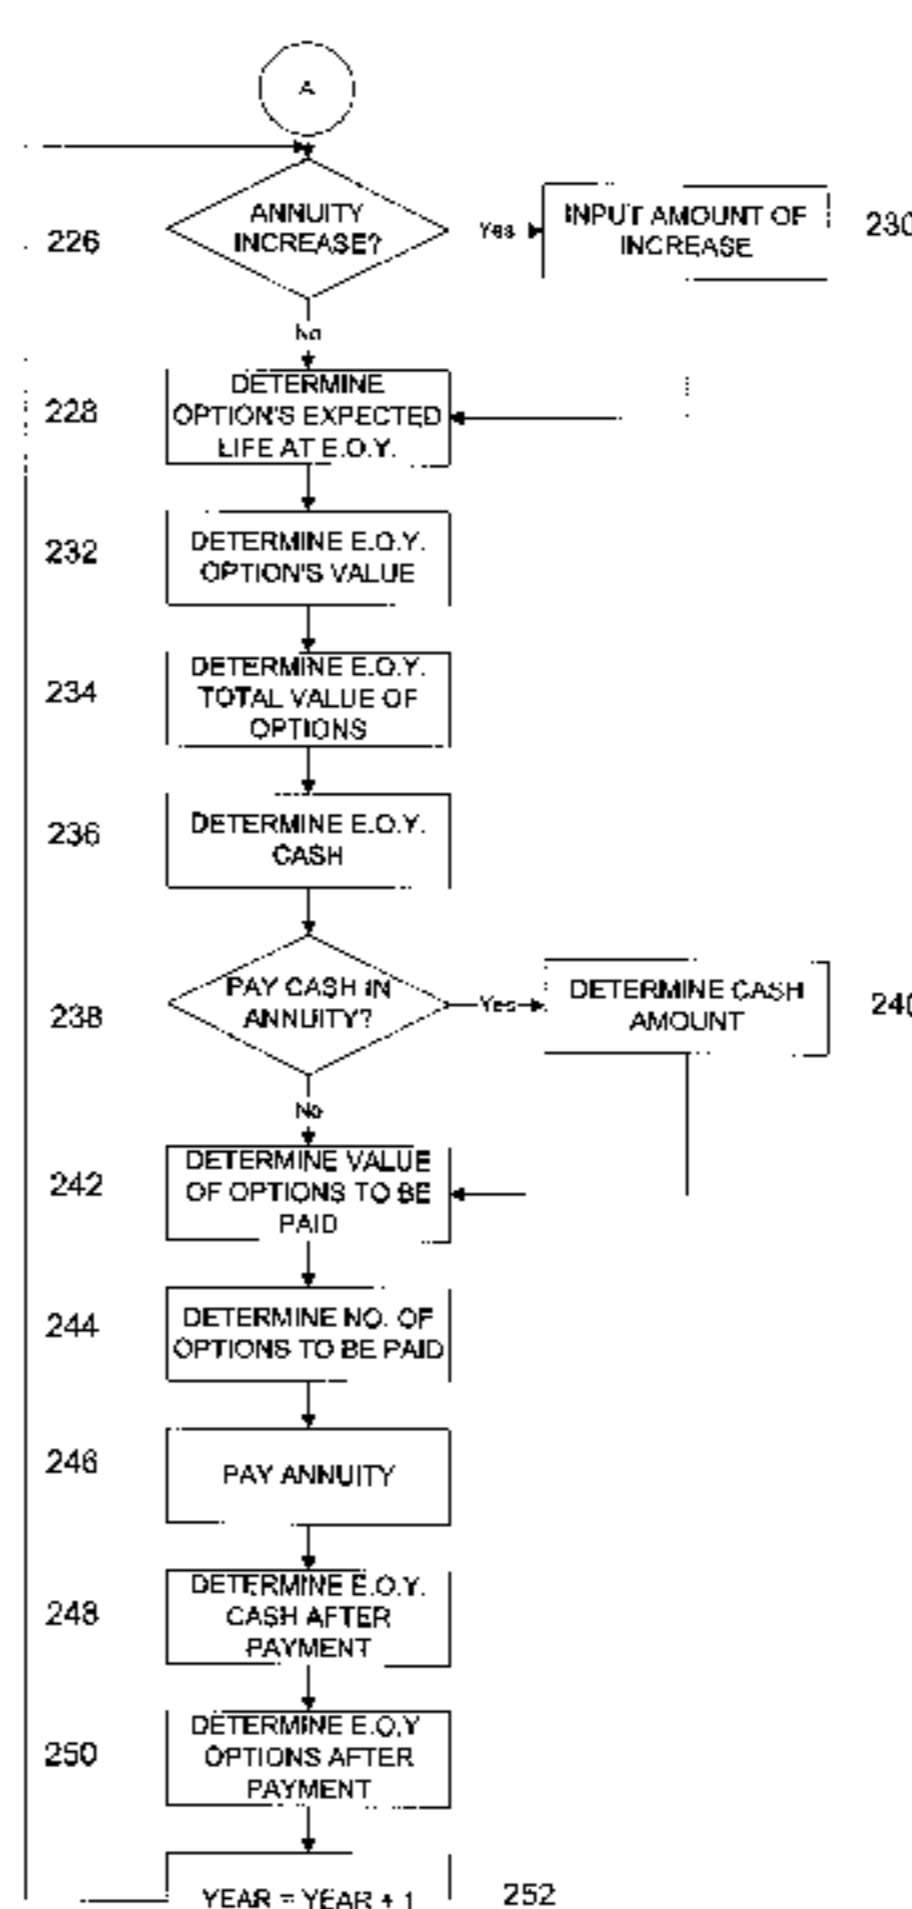 A
ANNUITY
INCREASE?
226
Yes
INPUT AMOUNT OF
INCREASE
230
No
228
DETERMINE
OPTION'S EXPECTED
LIFE AT E.O.Y.
232
DETERMINE E.O.Y.
OPTION'S VALUE
234
DETERMINE E.O.Y.
TOTAL VALUE OF
OPTIONS
236
DETERMINE E.O.Y.
CASH
238
PAY CASH IN
ANNUITY?
Yes
DETERMINE CASH
AMOUNT
240
No
242
DETERMINE VALUE
OF OPTIONS TO BE
PAID
244
DETERMINE NO. OF
OPTIONS TO BE PAID
246
PAY ANNUITY
248
DETERMINE E.O.Y.
CASH AFTER
PAYMENT
250
DETERMINE E.O.Y
OPTIONS AFTER
PAYMENT
YEAR = YEAR + 1
252